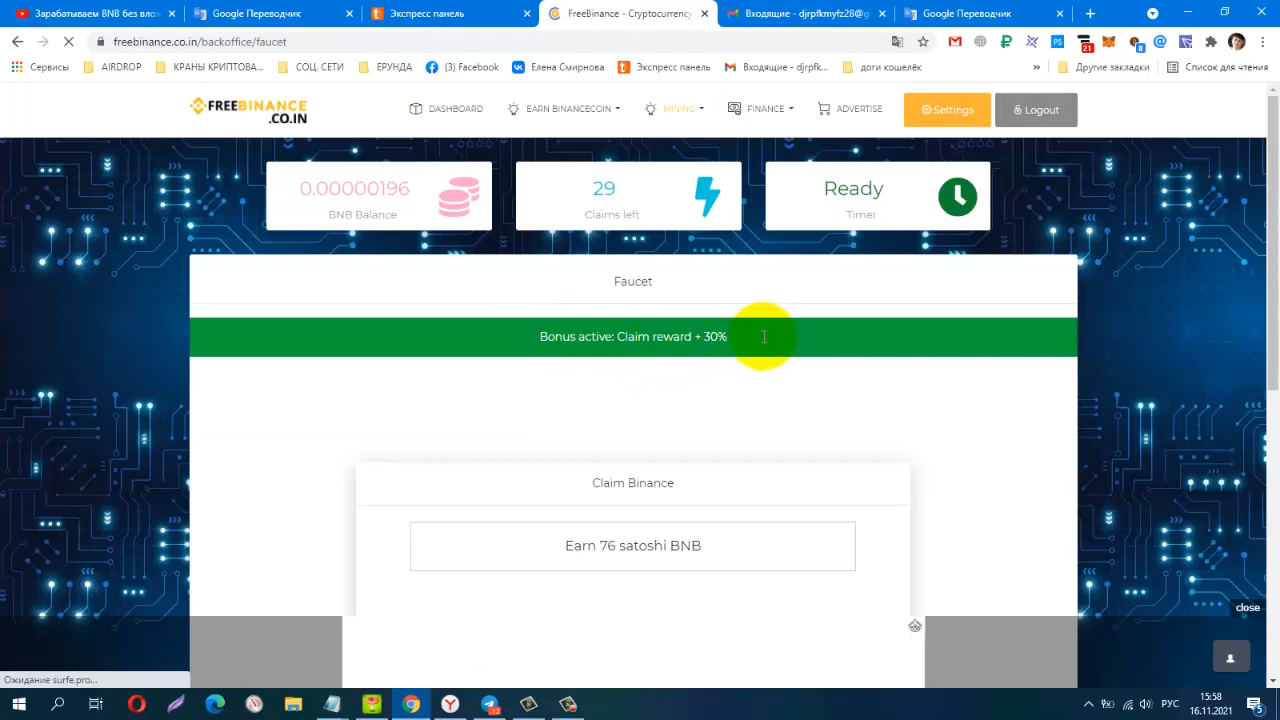 Зарабатываем BNB без влож
Google Переводчик
Экспресс панель
FreeBinance - Cryptocurrency
Входящие - djrpfkmyfz28@g
Google Переводчик
freebinance.co.in/backoffice/faucet
21
8
Сервисы
AIRDROP
КРАНЫ КРИПТОВА...
СОЦ. СЕТИ
ЕРУНДА
(3) Facebook
Елена Смирнова
Экспресс панель
Входящие - djrpfk...
доги кошелёк
»
Другие закладки
Список для чтения
FREEBINANCE
.CO.IN
DASHBOARD
EARN BINANCECOIN
MINING
FINANCE
ADVERTISE
Settings
Logout
0.00000196
BNB Balance
29
Claims left
Ready
Timer
Faucet
Bonus active: Claim reward + 30%
Claim Binance
Earn 76 satoshi BNB
close
Ожидание surfe.pro...
РУС
15:58
16.11.2021